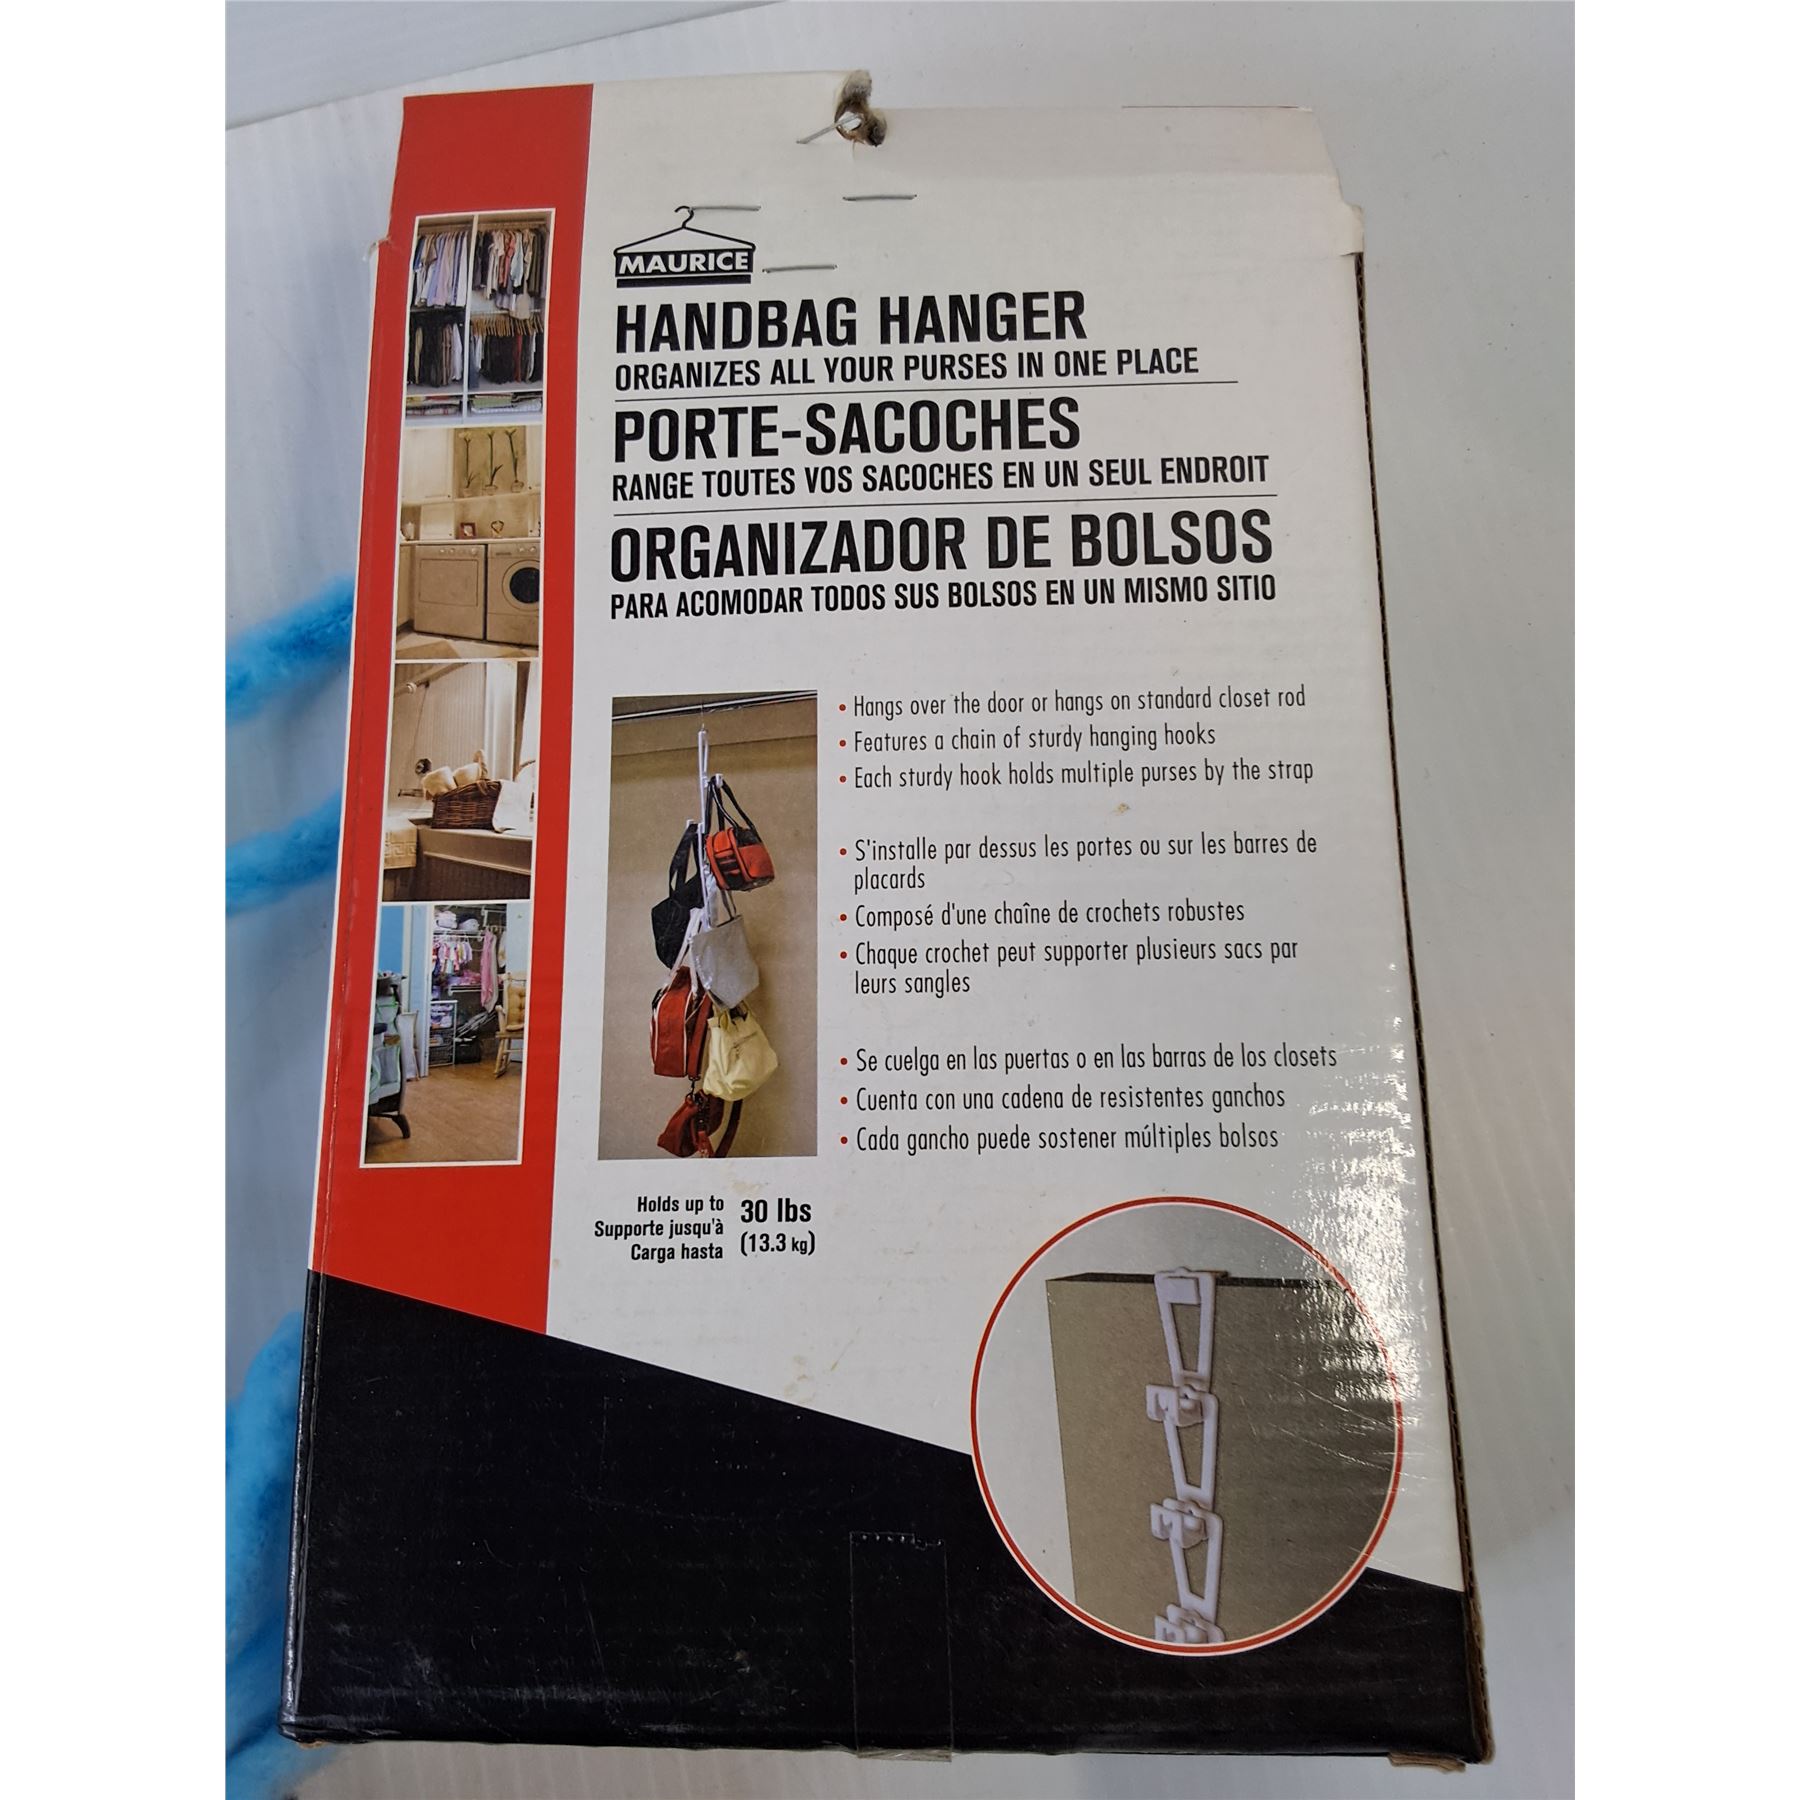 MAURICE
HANDBAG HANGER
ORGANIZES ALL YOUR PURSES IN ONE PLACE
PORTE-SACOCHES
RANGE TOUTES VOS SACOCHES EN UN SEUL ENDROIT
ORGANIZADOR DE BOLSOS
PARA ACOMODAR TODOS SUS BOLSOS EN UN MISMO SITIO
• Hangs over the door or hangs on standard closet rod
• Features a chain of sturdy hanging hooks
• Each sturdy hook holds multiple purses by the strap
• S'installe par dessus les portes ou sur les barres de
placards
• Composé d'une chaîne de crochets robustes
• Chaque crochet peut supporter plusieurs sacs par
leurs sangles
• Se cuelga en las puertas o en las barras de los closets
• Cuenta con una cadena de resistentes ganchos
• Cada gancho puede sostener múltiples bolsos
Holds up to
Supporte jusqu'à
Carga hasta
30 lbs
(13.3 kg)